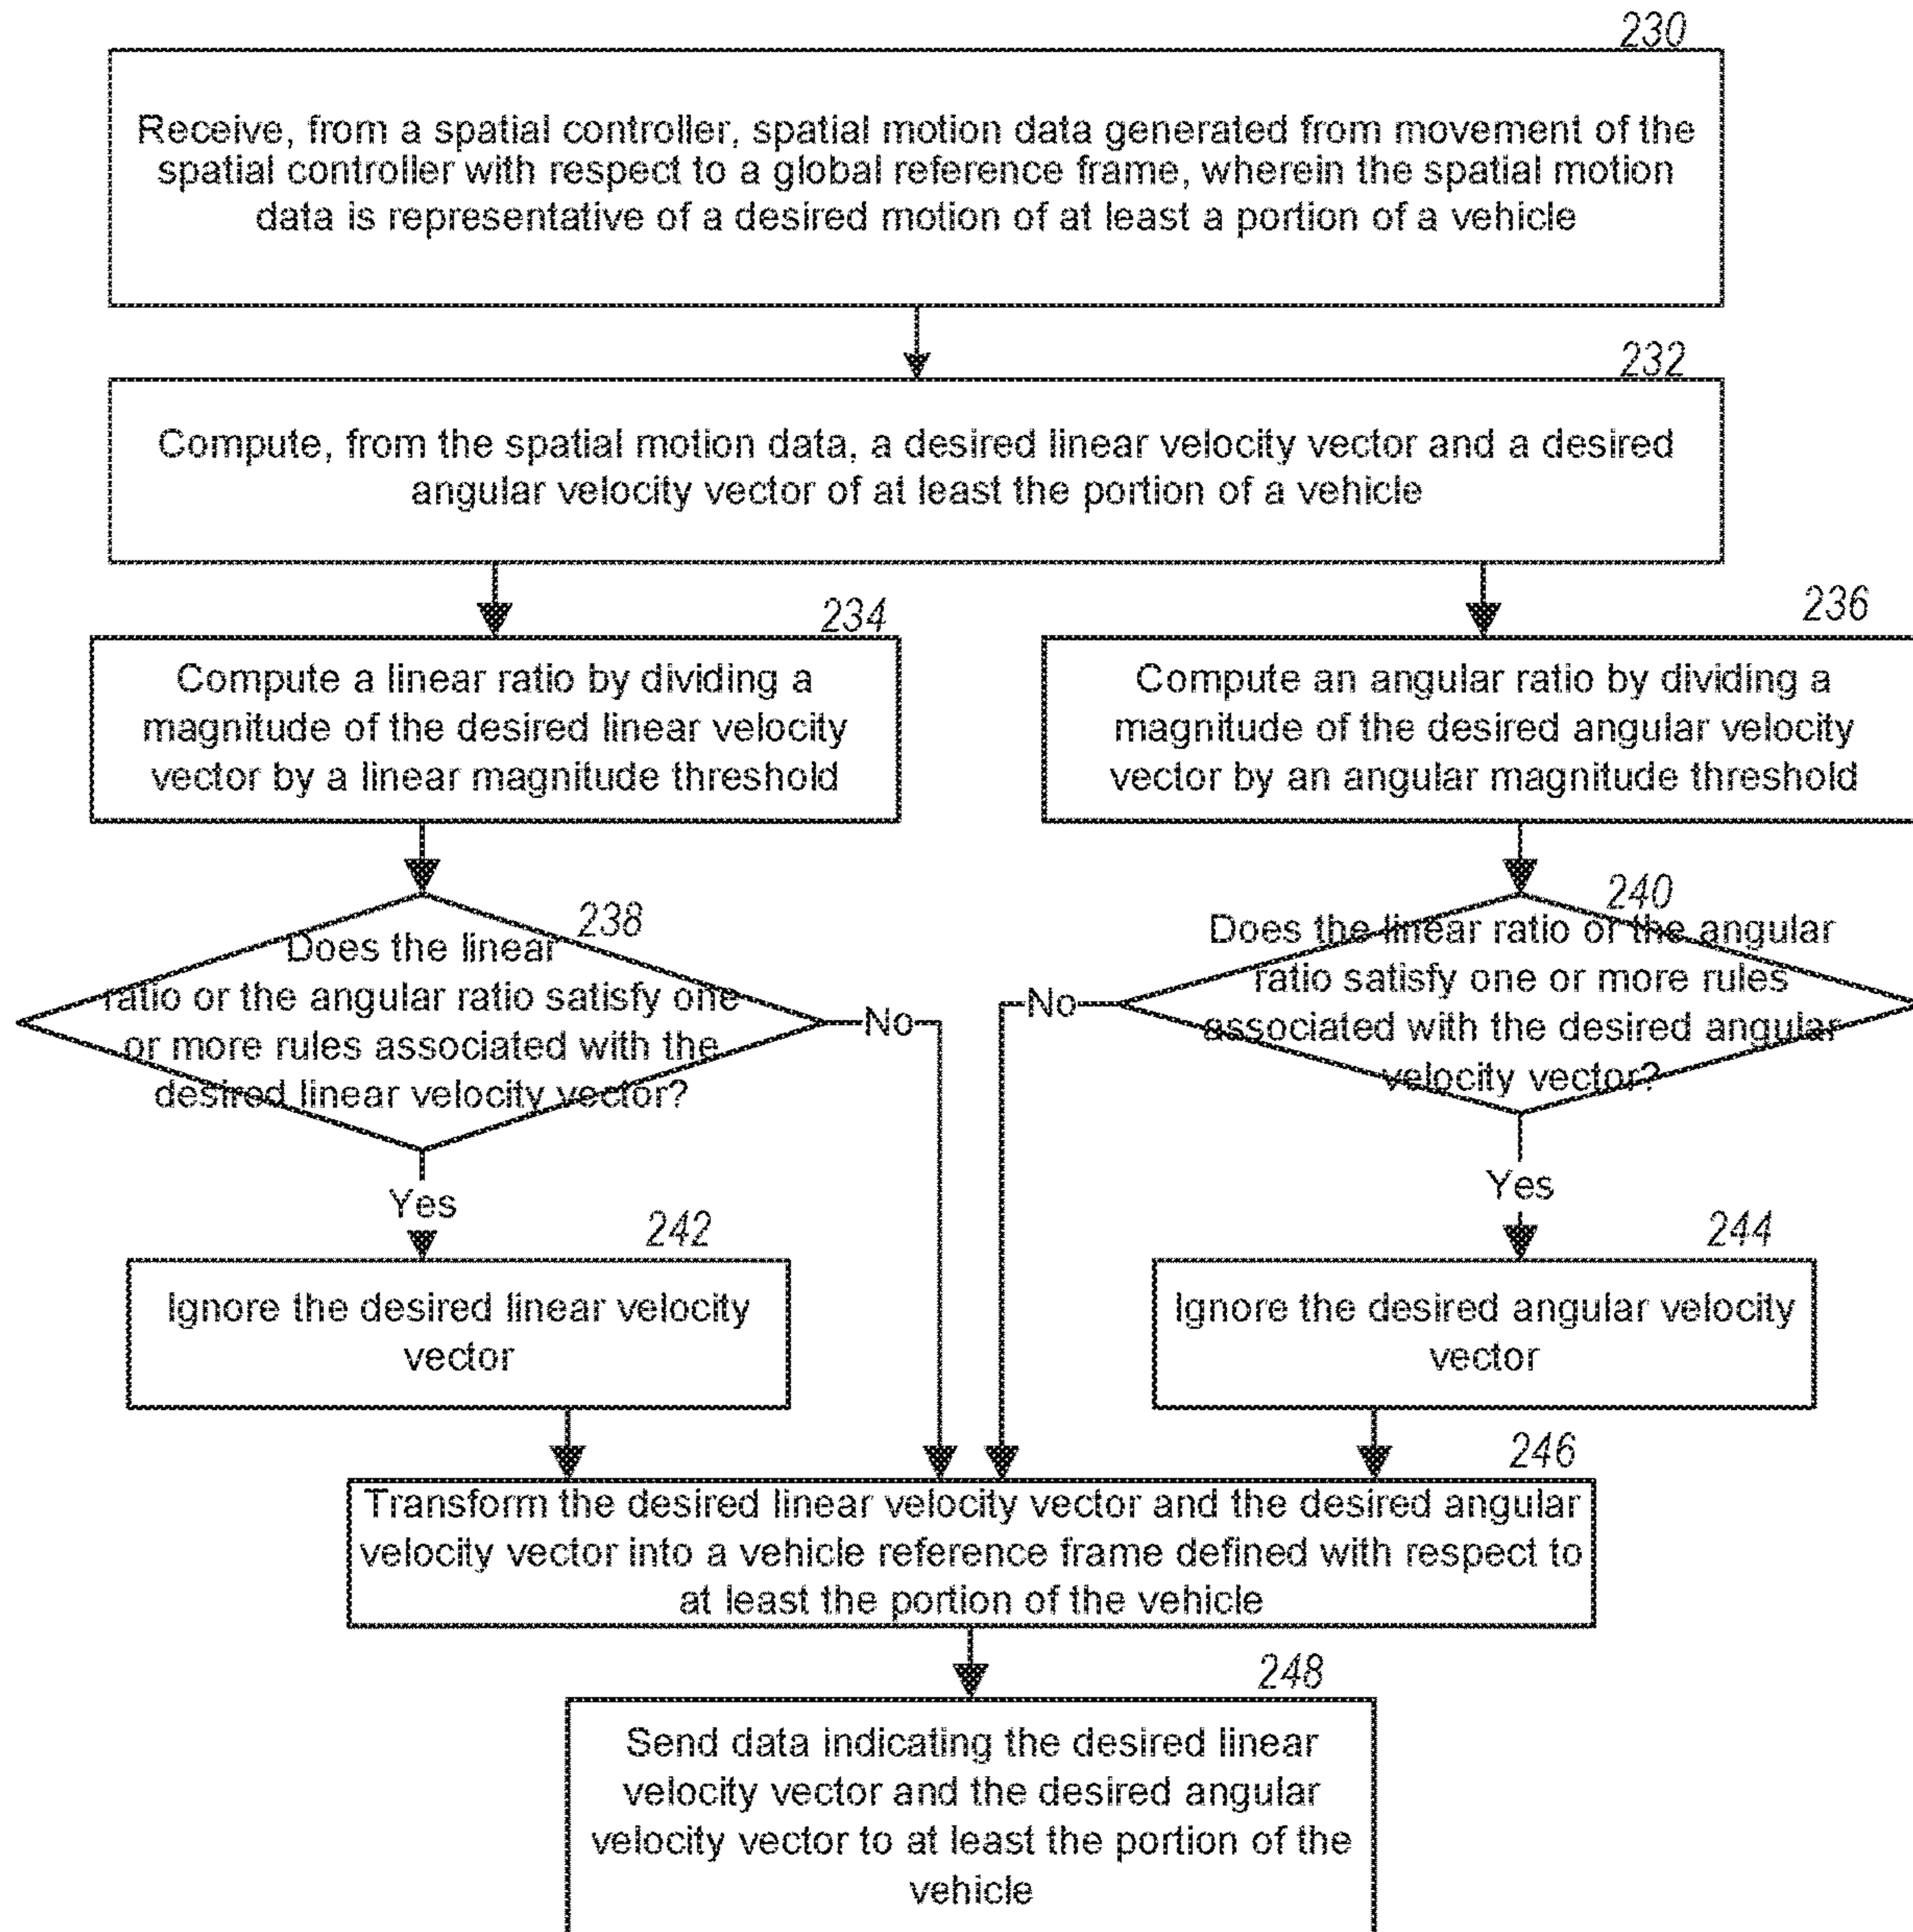 230
Receive, from a spatial controller, spatial motion data generated from movement of the
spatial controller with respect to a global reference frame, wherein the spatial motion
data is representative of a desired motion of at least a portion of a vehicle
232
Compute, from the spatial motion data, a desired linear velocity vector and a desired
angular velocity vector of at least the portion of a vehicle
234
Compute a linear ratio by dividing a
magnitude of the desired linear velocity
vector by a linear magnitude threshold
236
Compute an angular ratio by dividing a
magnitude of the desired angular velocity
vector by an angular magnitude threshold
238
Does the linear
ratio or the angular ratio satisfy one
or more rules associated with the
desired linear velocity vector?
No
Yes
240
Does the linear ratio or the angular
ratio satisfy one or more rules
associated with the desired angular
velocity vector?
No
Yes
242
Ignore the desired linear velocity
vector
244
Ignore the desired angular velocity
vector
246
Transform the desired linear velocity vector and the desired angular
velocity vector into a vehicle reference frame defined with respect to
at least the portion of the vehicle
248
Send data indicating the desired linear
velocity vector and the desired angular
velocity vector to at least the portion of the
vehicle